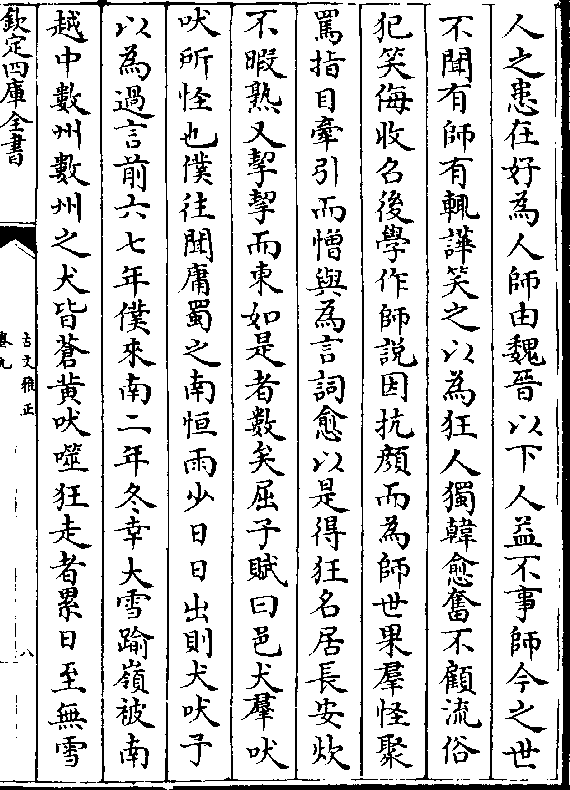 人之患在好為人師由魏晉以下人益不事師今之世
不聞有師有輒譁笑之以為狂人獨韓愈奮不顧流俗
犯笑侮收名後學作師說因抗顔而為師世果羣怪聚
罵指目牽引而憎與為言詞愈以是得狂名居長安炊
不暇熟又挈挈而東如是者數矣屈子賦曰邑犬羣吠
吠所怪也僕往聞庸蜀之南恒雨少日日出則犬吠子
以為過言前六七年僕來南二年冬幸大雪踰嶺被南
越中數州數州之犬皆蒼黄吠噬狂走者累日至無雪
欽定四庫全書
古文雅正
卷九
八